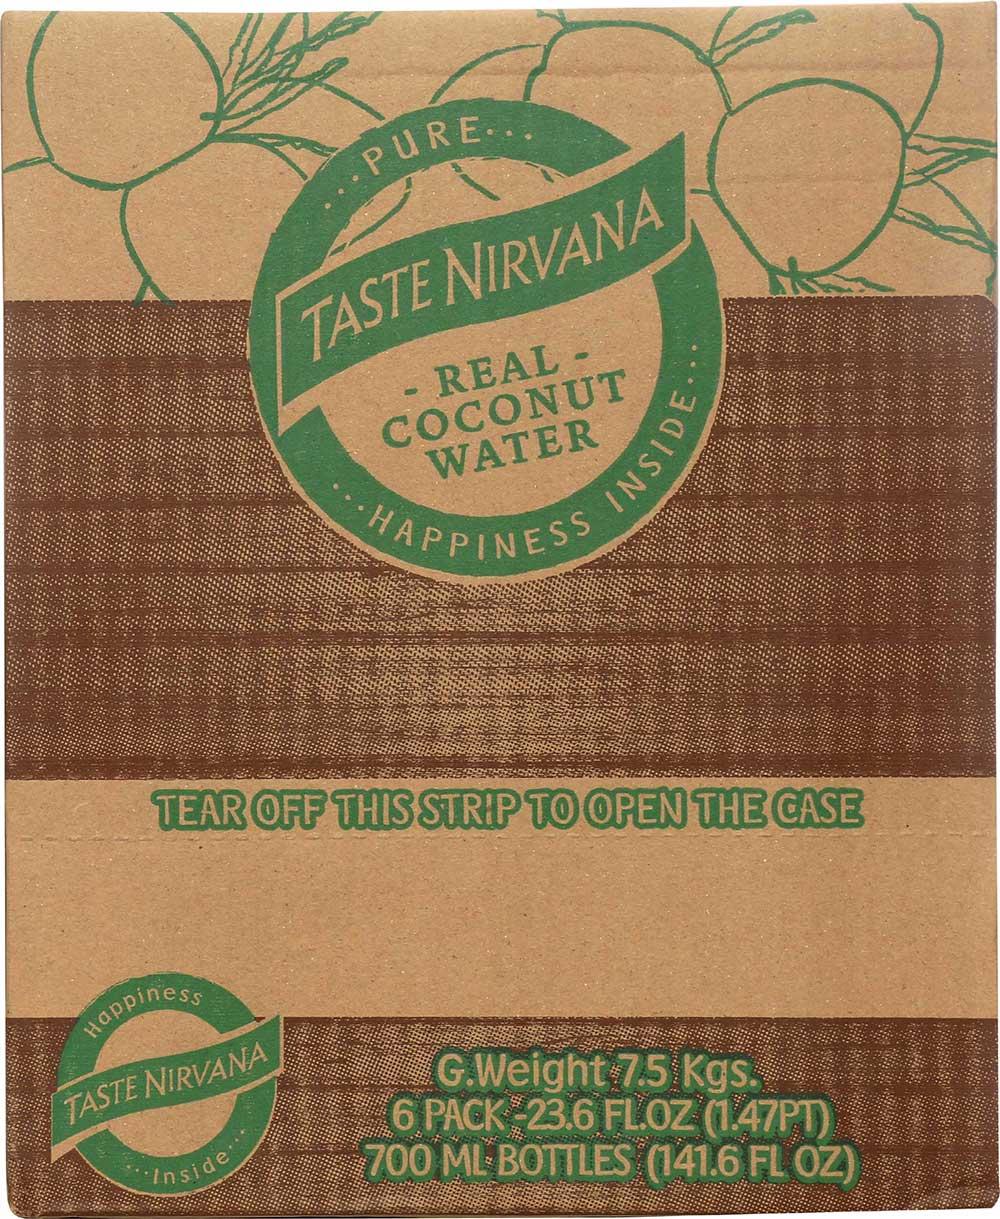 ··PURE···
TASTE NIRVANA
- REAL -
COCONUT
WATER
···HAPPINESS INSIDE···
TEAR OFF THIS STRIP TO OPEN THE CASE
Happiness
TASTE NIRVANA
···Inside···
G.Weight 7.5 Kgs.
6 PACK -23.6 FL.OZ (1.47PT)
700 ML BOTTLES (141.6 FL OZ)